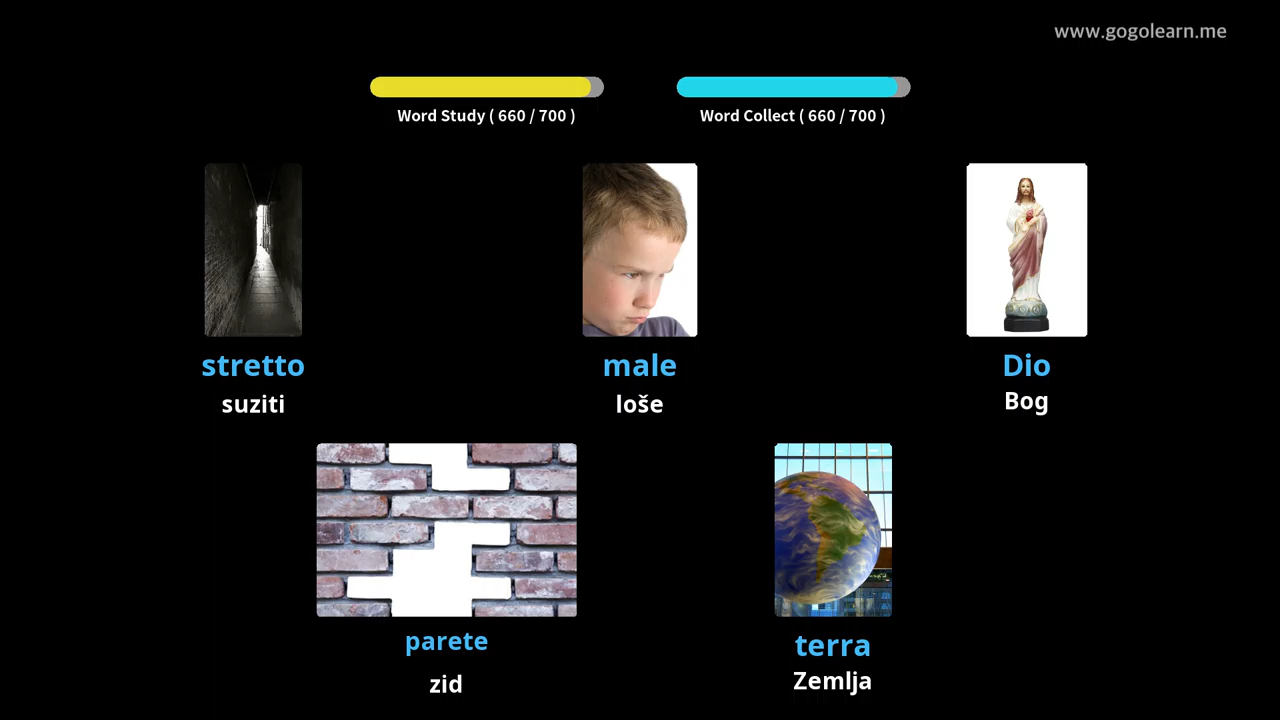 www.gogolearn.me
Word Study ( 660 / 700 )
Word Collect ( 660 / 700 )
stretto
suziti
male
loše
Dio
Bog
parete
zid
terra
Zemlja